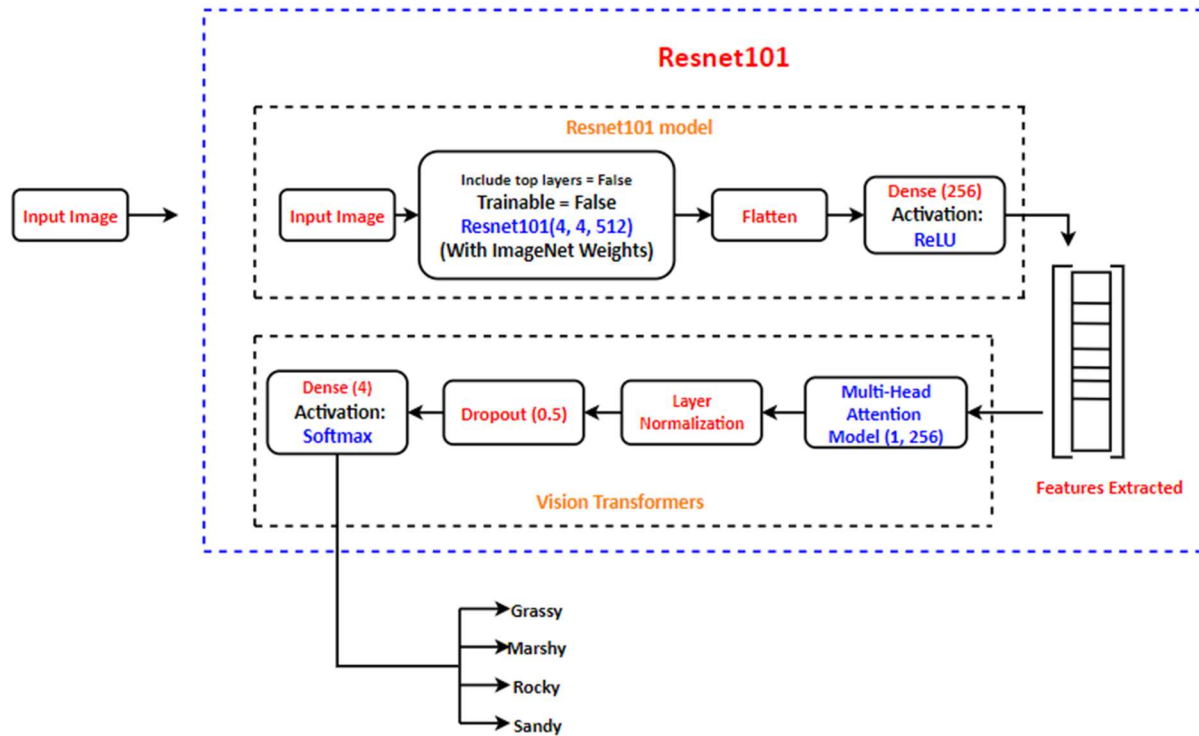 Resnet101
Resnet101 model
Input Image
Input Image
Include top layers = False
Trainable = False
Resnet101(4, 4, 512)
(With ImageNet Weights)
Flatten
Dense (256)
Activation:
ReLU
Features Extracted
Multi-Head
Attention
Model (1, 256)
Layer
Normalization
Dropout (0.5)
Dense (4)
Activation:
Softmax
Vision Transformers
Grassy
Marshy
Rocky
Sandy